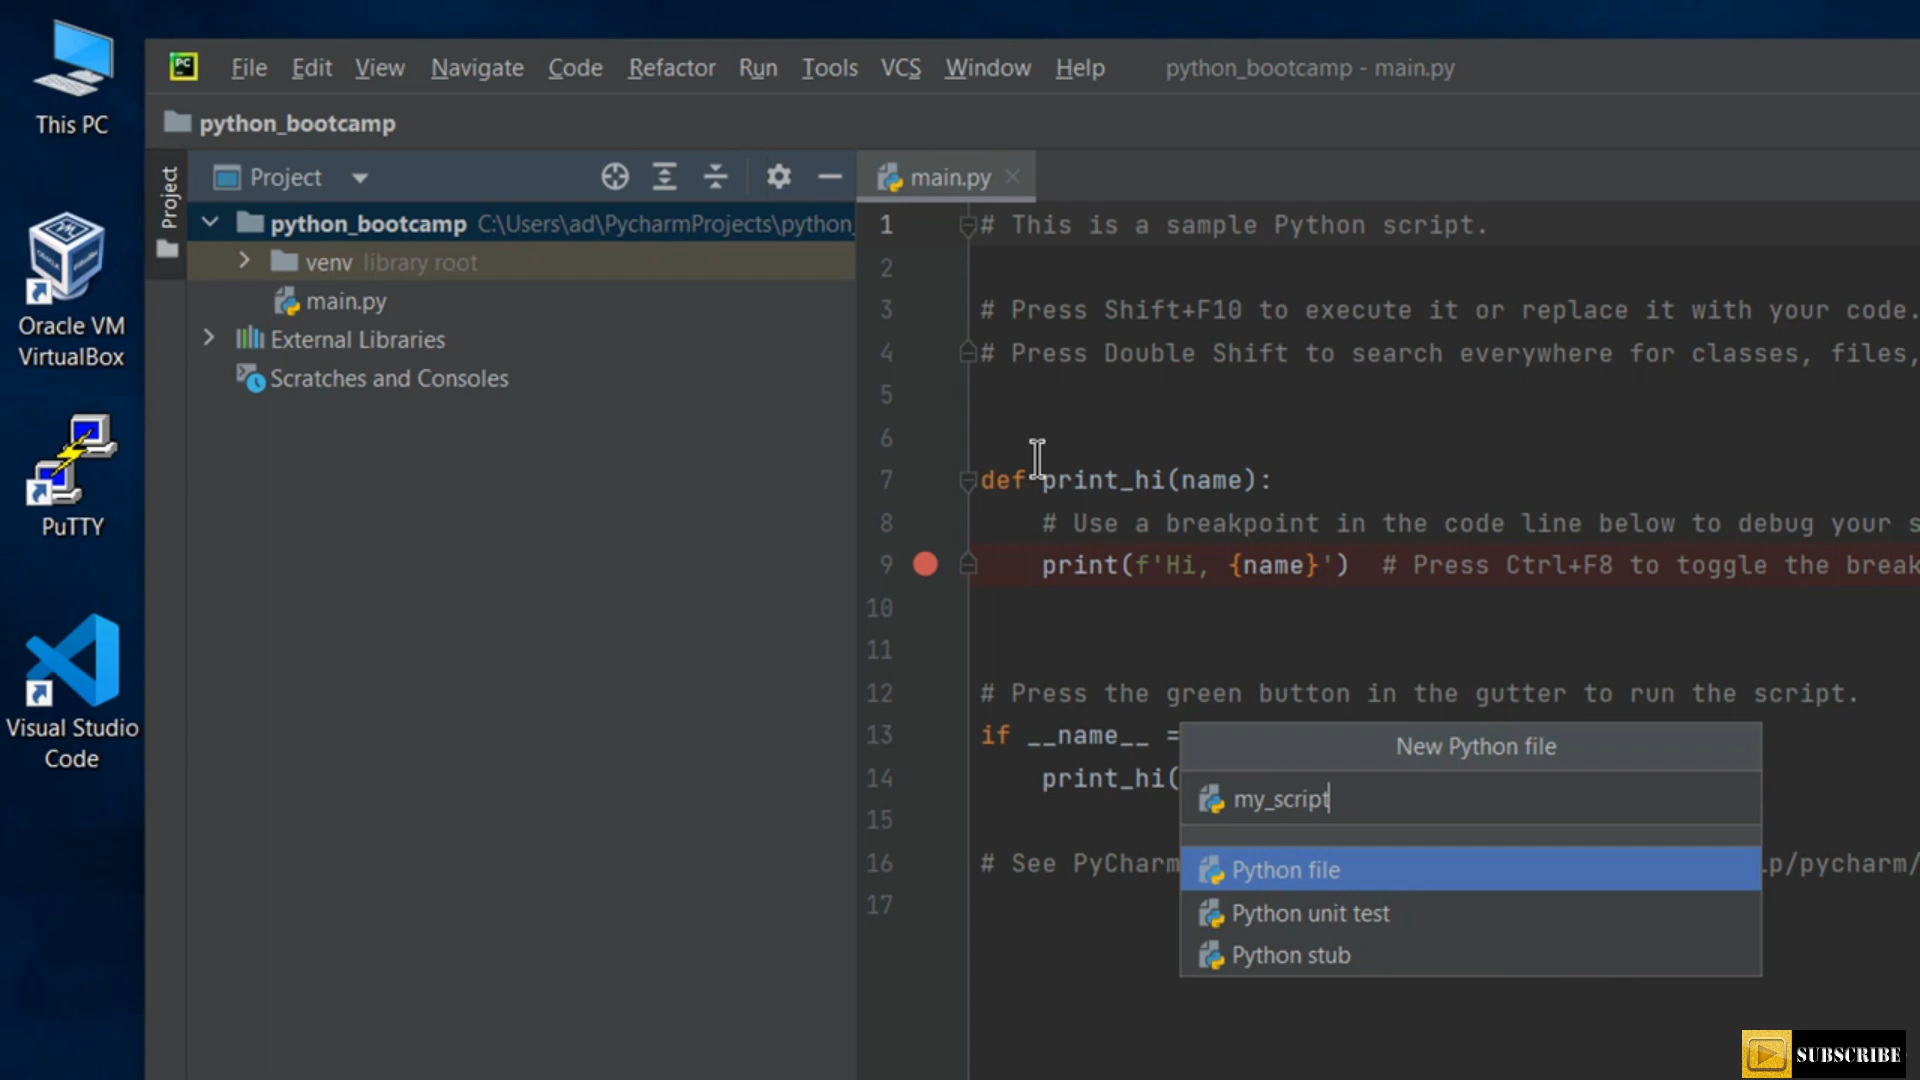 This PC
Oracle VM
VirtualBox
PuTTY
Visual Studio
Code
PC
File Edit View Navigate Code Refactor Run Tools VCS Window Help python_bootcamp - main.py
python_bootcamp
Project
Project
main.py
python_bootcamp C:\Users\ad\PycharmProjects\python_
venv library root
main.py
External Libraries
Scratches and Consoles
1 # This is a sample Python script.
2
3 # Press Shift+F10 to execute it or replace it with your code.
4 # Press Double Shift to search everywhere for classes, files,
5
6
7 def print_hi(name):
8 # Use a breakpoint in the code line below to debug your s
9 print(f'Hi, {name}') # Press Ctrl+F8 to toggle the break
10
11
12 # Press the green button in the gutter to run the script.
13 if __name__ =
14 print_hi(
15
16 # See PyCharm
17
New Python file
my_script
Python file
Python unit test
Python stub
p/pycharm/
SUBSCRIBE